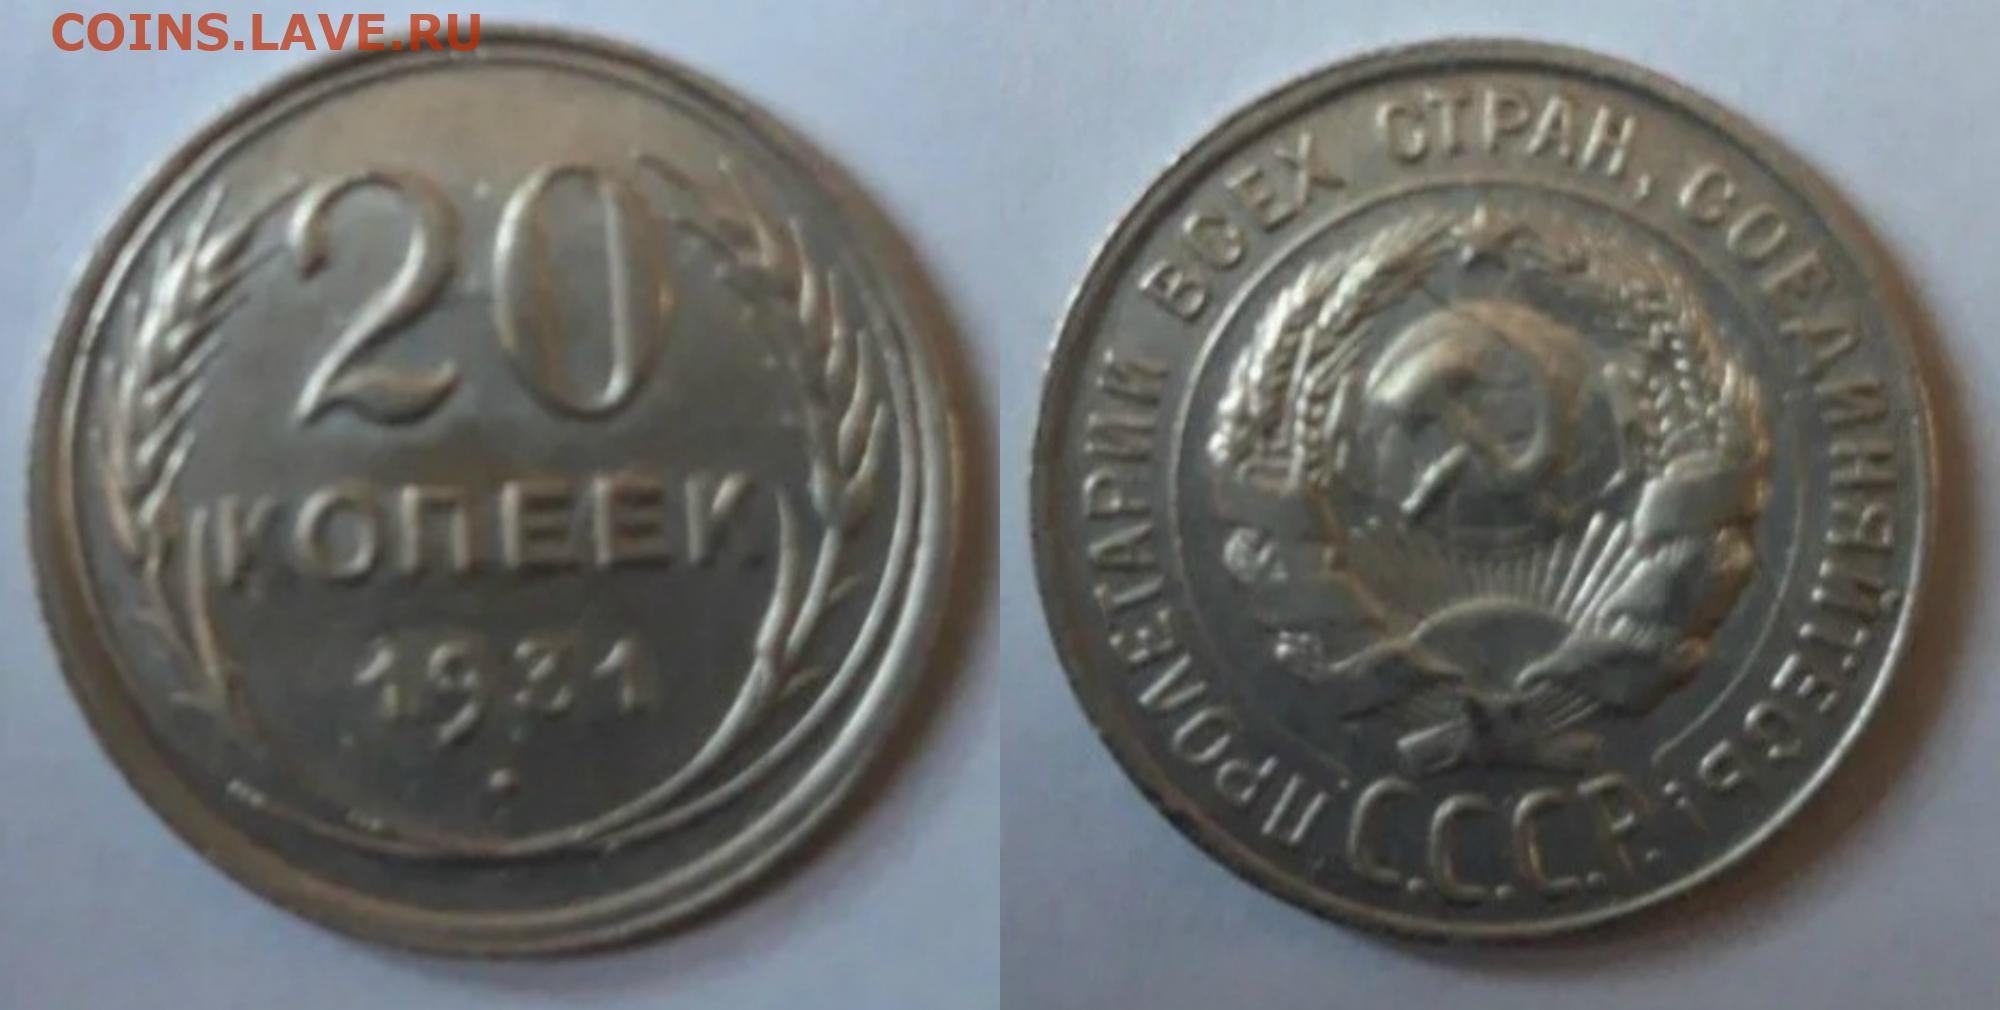 COINS.LAVE.RU
20
КОПЕЕК
1931
ПРОЛЕТАРИИ ВСЕХ СТРАН, СОЕДИНЯЙТЕСЬ!
С.С.С.Р.